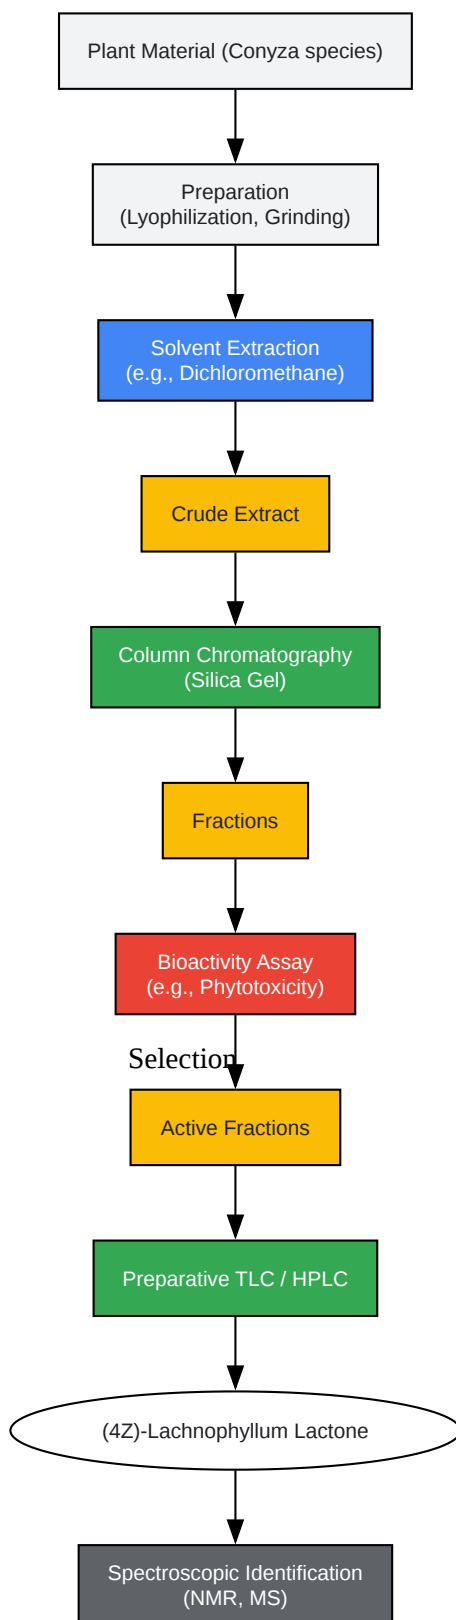 Plant Material (Conyza species)
Preparation
(Lyophilization, Grinding)
Solvent Extraction
(e.g., Dichloromethane)
Crude Extract
Column Chromatography
(Silica Gel)
Fractions
Bioactivity Assay
(e.g., Phytotoxicity)
Selection
Active Fractions
Preparative TLC / HPLC
(4Z)-Lachnophyllum Lactone
Spectroscopic Identification
(NMR, MS)